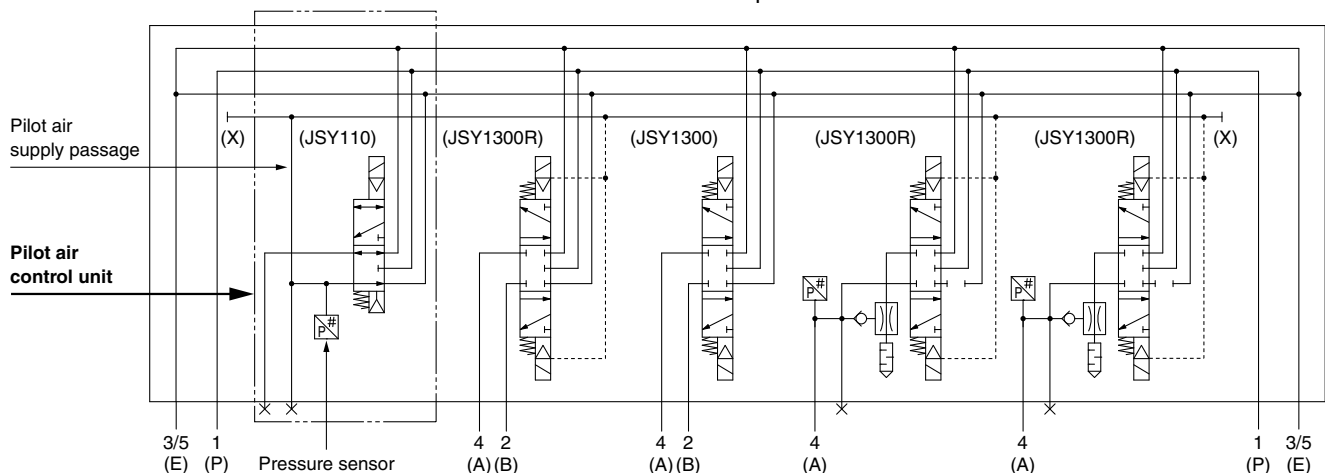 Pilot air
supply passage
(X)
(JSY110)
(JSY1300R)
(JSY1300)
(JSY1300R)
(JSY1300R)
(X)
Pilot air
control unit
P#
P#
P#
3/5
(E)
1
(P)
Pressure sensor
4
(A)
2
(B)
4
(A)
2
(B)
4
(A)
4
(A)
1
(P)
3/5
(E)